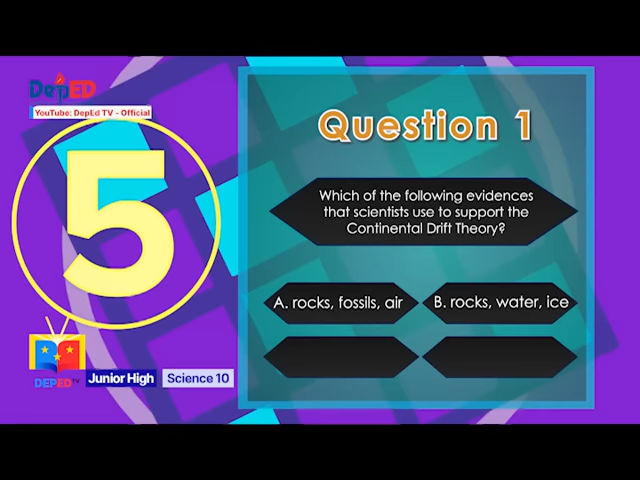 DepED
YouTube: DepEd TV - Official
5
Question 1
Which of the following evidences
that scientists use to support the
Continental Drift Theory?
A. rocks, fossils, air
B. rocks, water, ice
DEPED TV
Junior High
Science 10